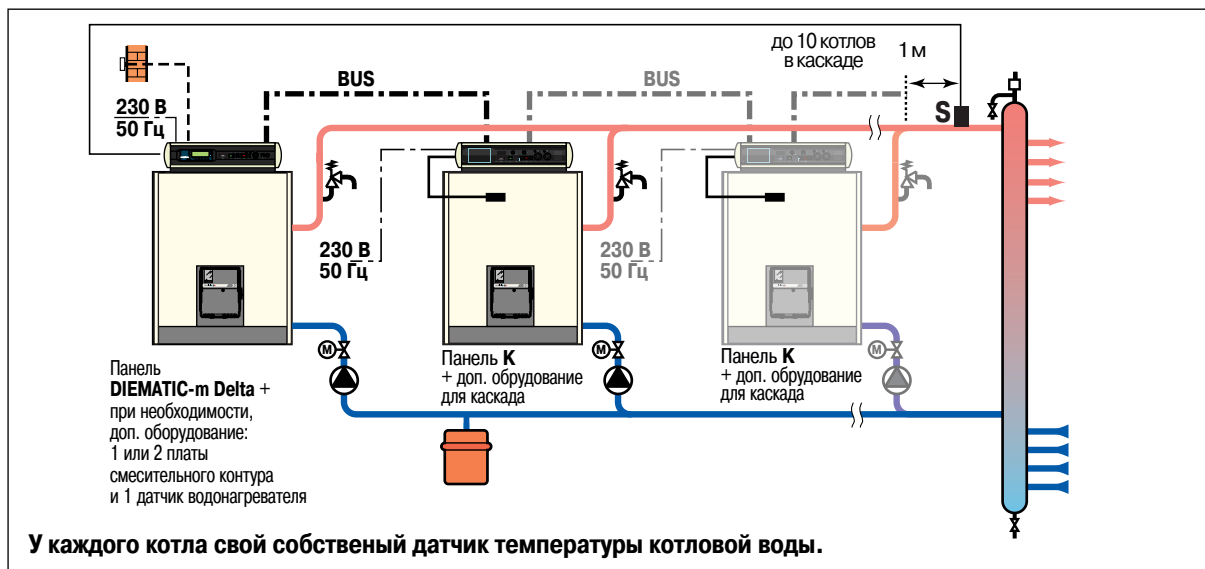 до 10 котлов
в каскаде
1 м
BUS
BUS
230 В
50 Гц
S
230 В
50 Гц
230 В
50 Гц
M
M
M
Панель
DIEMATIC-m Delta +
при необходимости,
доп. оборудование:
1 или 2 платы
смесительного контура
и 1 датчик водонагревателя
Панель K
+ доп. обрудование
для каскада
Панель K
+ доп. обрудование
для каскада
У каждого котла свой собственый датчик температуры котловой воды.